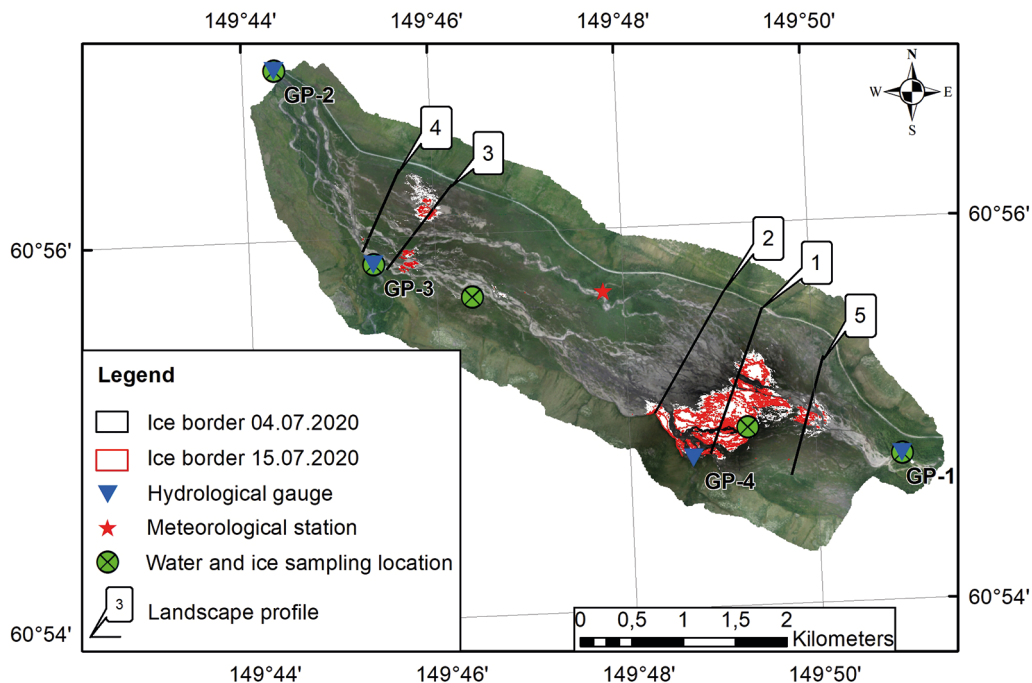 149°44' 149°46' 149°48' 149°50'
N
W E
S
GP-2
4
3
60°56'
60°56'
2
1
GP-3
5
Legend
Ice border 04.07.2020
Ice border 15.07.2020
Hydrological gauge
Meteorological station
Water and ice sampling location
3 Landscape profile
GP-4
GP-1
60°54'
60°54'
0 0,5 1 1,5 2
Kilometers
149°44' 149°46' 149°48' 149°50'